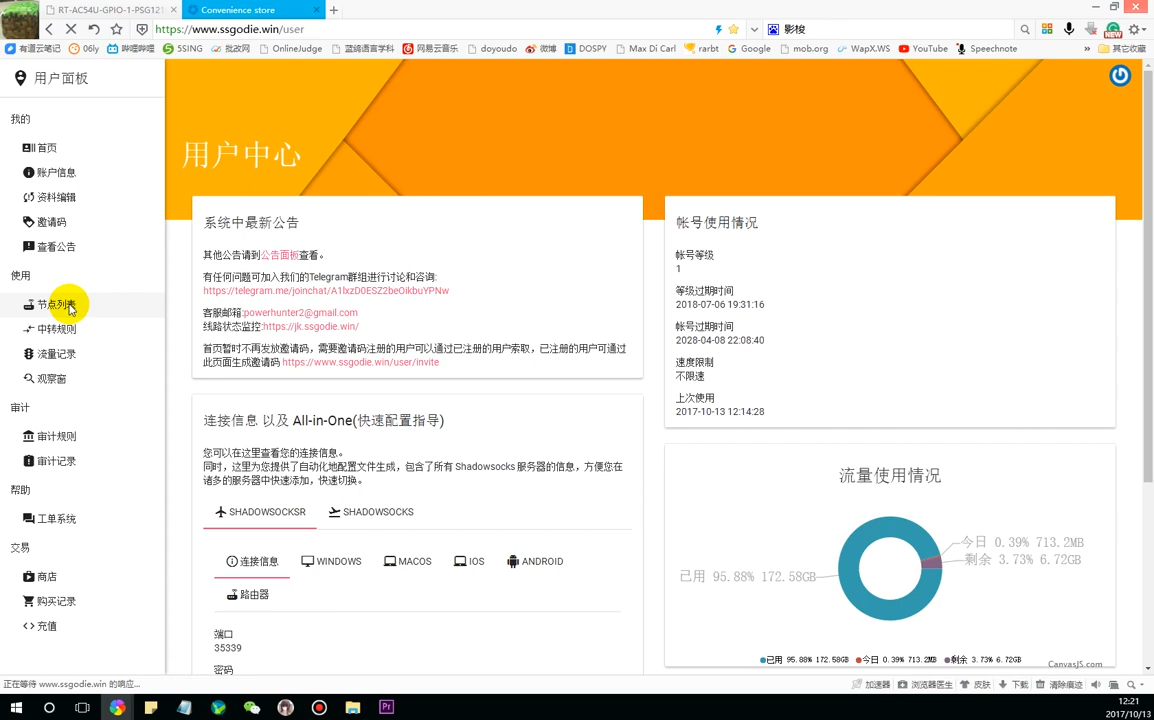 RT-AC54U-GPIO-1-PSG121
Convenience store
https://www.ssgodie.win/user
影梭
有道云笔记
06ly
哔哩哔哩
5SING
批改网
OnlineJudge
蓝缔语言学科
网易云音乐
doyoudo
微博
DOSPY
Max Di Carl
rarbt
Google
mob.org
WapX.WS
YouTube
Speechnote
其它收藏
用户面板
我的
首页
账户信息
资料编辑
邀请码
查看公告
使用
节点列表
中转规则
流量记录
观察窗
审计
审计规则
审计记录
帮助
工单系统
交易
商店
购买记录
充值
用户中心
系统中最新公告
其他公告请到公告面板查看。
有任何问题可加入我们的Telegram群组进行讨论和咨询:
https://telegram.me/joinchat/A1lxzD0ESZ2beOikbuYPNw
客服邮箱:powerhunter2@gmail.com
线路状态监控:https://jk.ssgodie.win/
首页暂时不再发放邀请码，需要邀请码注册的用户可以通过已注册的用户索取，已注册的用户可通过
此页面生成邀请码 https://www.ssgodie.win/user/invite
连接信息 以及 All-in-One(快速配置指导)
您可以在这里查看您的连接信息。
同时，这里为您提供了自动化地配置文件生成，包含了所有 Shadowsocks 服务器的信息，方便您在
诸多的服务器中快速添加，快速切换。
SHADOWSOCKSR
SHADOWSOCKS
连接信息
WINDOWS
MACOS
IOS
ANDROID
路由器
端口
35339
密码
帐号使用情况
帐号等级
1
等级过期时间
2018-07-06 19:31:16
帐号过期时间
2028-04-08 22:08:40
速度限制
不限速
上次使用
2017-10-13 12:14:28
流量使用情况
今日 0.39% 713.2MB
剩余 3.73% 6.72GB
已用 95.88% 172.58GB
已用 95.88% 172.58GB
今日 0.39% 713.2MB
剩余 3.73% 6.72GB
CanvasJS.com
正在等待 www.ssgodie.win 的响应...
加速器
浏览器医生
皮肤
下载
清除痕迹
12:21
2017/10/13